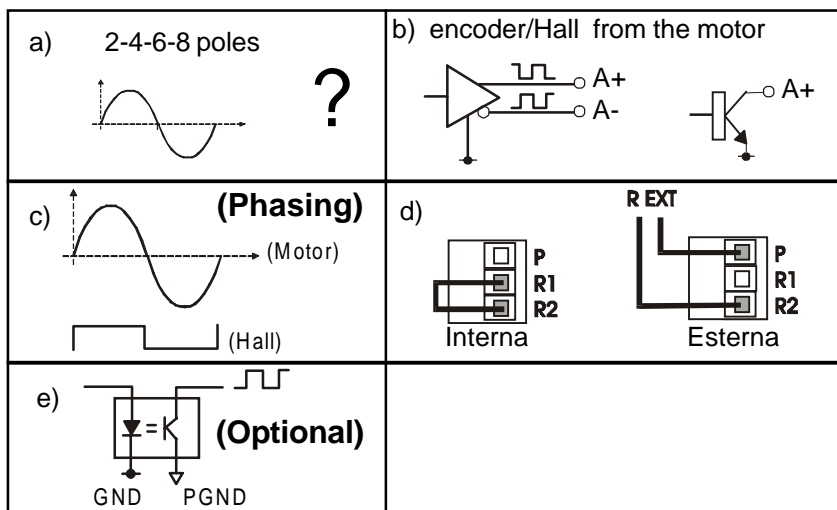 a)
2-4-6-8 poles
?
b) encoder/Hall from the motor
A+
A-
A+
c)
(Phasing)
(Motor)
(Hall)
d)
P
R1
R2
Interna
R EXT
P
R1
R2
Esterna
e)
=
(Optional)
GND
PGND